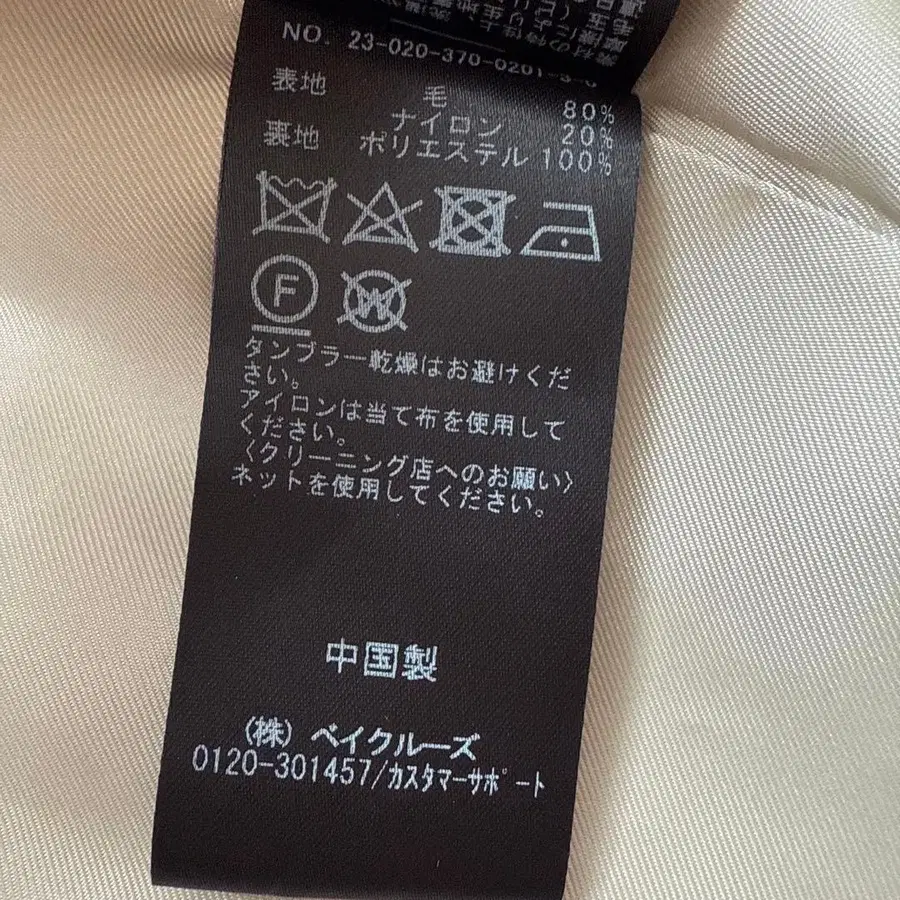 NO. 23-020-370-0201-3-0
表地 毛 80%
ナイロン 20%
裏地 ポリエステル 100%
F
W
タンブラー乾燥はお避けくだ
さい。
アイロンは当て布を使用して
ください。
〈クリーニング店へのお願い〉
ネットを使用してください。
中国製
(株) ベイクルーズ
0120-301457/カスタマーサポート